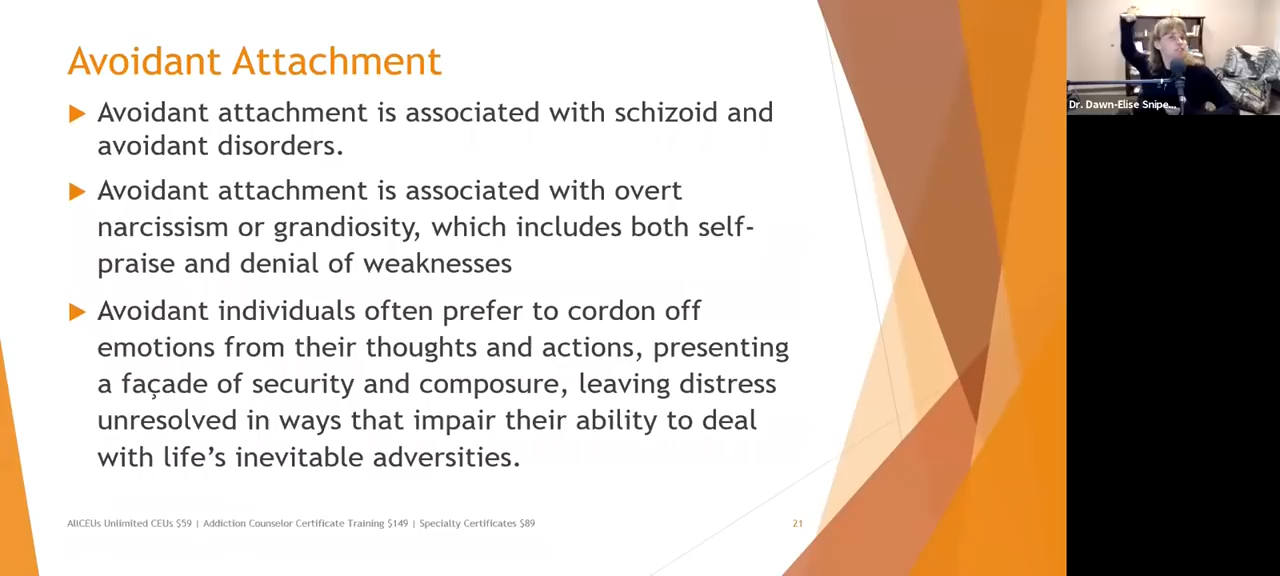 Avoidant Attachment
Avoidant attachment is associated with schizoid and
avoidant disorders.
Avoidant attachment is associated with overt
narcissism or grandiosity, which includes both self-
praise and denial of weaknesses
Avoidant individuals often prefer to cordon off
emotions from their thoughts and actions, presenting
a façade of security and composure, leaving distress
unresolved in ways that impair their ability to deal
with life's inevitable adversities.
AllCEUs Unlimited CEUs $59 | Addiction Counselor Certificate Training $149 | Specialty Certificates $89
21
Dr. Dawn-Elise Snipe...